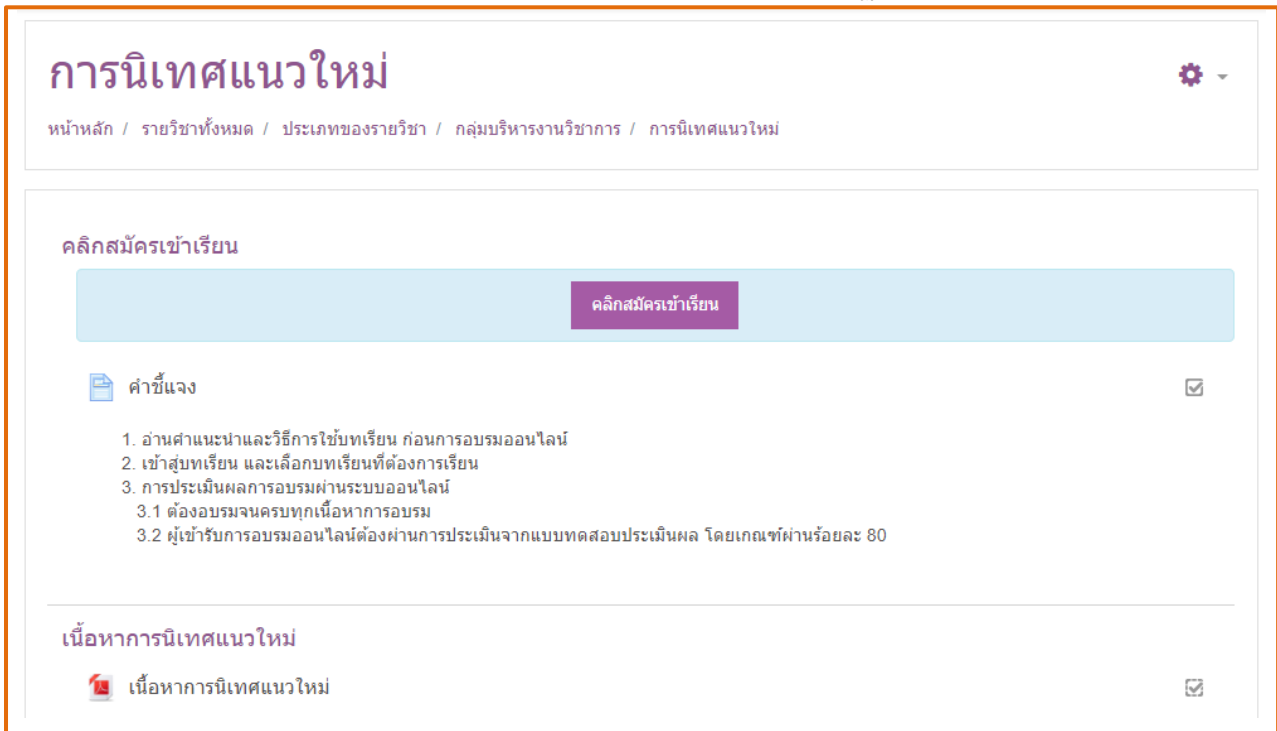 การนิเทศแนวใหม่
หน้าหลัก / รายวิชาทั้งหมด / ประเภทของรายวิชา / กลุ่มบริหารงานวิชาการ / การนิเทศแนวใหม่
คลิกสมัครเข้าเรียน
คลิกสมัครเข้าเรียน
คำชี้แจง
1. อ่านคำแนะนำและวิธีการใช้บทเรียน ก่อนการอบรมออนไลน์
2. เข้าสู่บทเรียน และเลือกบทเรียนที่ต้องการเรียน
3. การประเมินผลการอบรมผ่านระบบออนไลน์
3.1 ต้องอบรมจนครบทุกเนื้อหาการอบรม
3.2 ผู้เข้ารับการอบรมออนไลน์ต้องผ่านการประเมินจากแบบทดสอบประเมินผล โดยเกณฑ์ผ่านร้อยละ 80
เนื้อหาการนิเทศแนวใหม่
เนื้อหาการนิเทศแนวใหม่